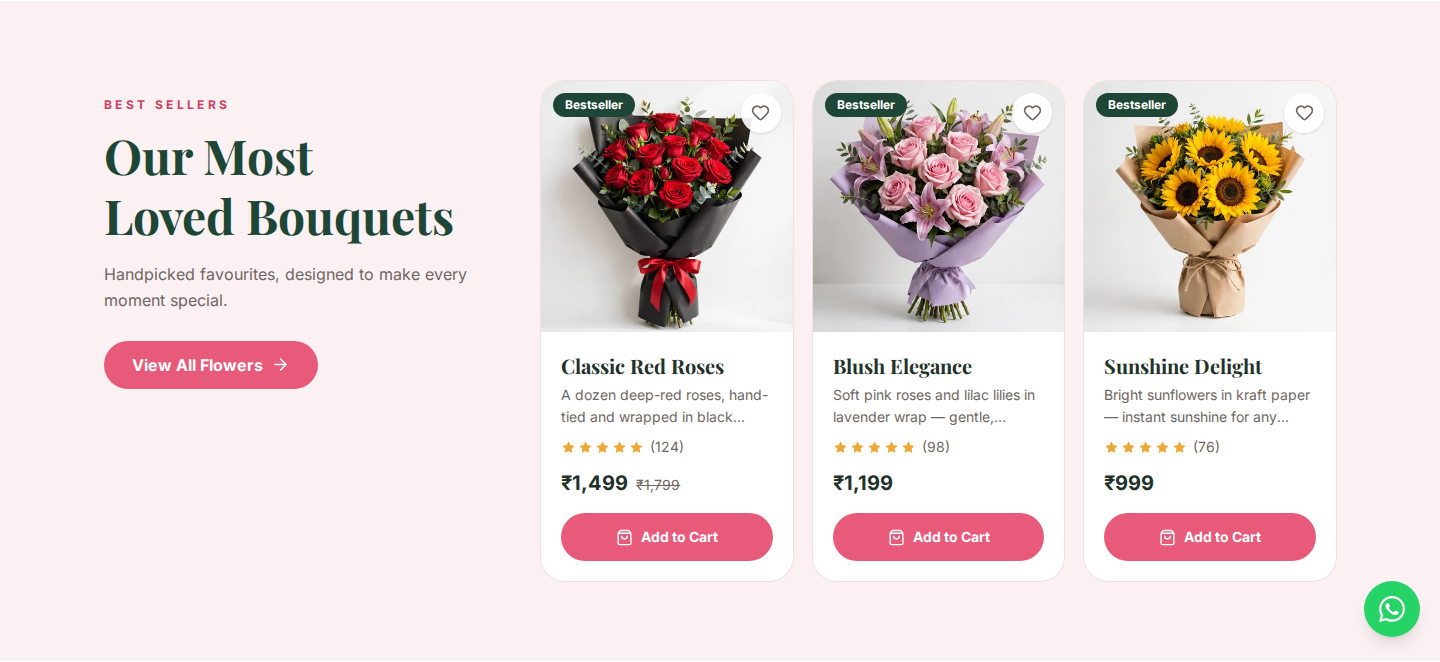 BEST SELLERS
Our Most
Loved Bouquets
Handpicked favourites, designed to make every
moment special.
View All Flowers
Bestseller
Classic Red Roses
A dozen deep-red roses, hand-
tied and wrapped in black...
(124)
₹1,499 ₹1,799
Add to Cart
Bestseller
Blush Elegance
Soft pink roses and lilac lilies in
lavender wrap — gentle,...
(98)
₹1,199
Add to Cart
Bestseller
Sunshine Delight
Bright sunflowers in kraft paper
— instant sunshine for any...
(76)
₹999
Add to Cart